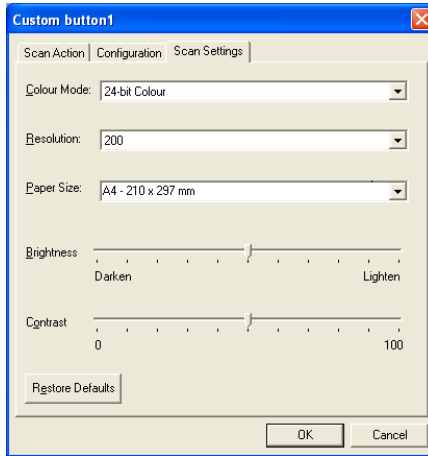 Custom button1
Scan Action Configuration Scan Settings
Colour Mode: 24-bit Colour
Resolution: 200
Paper Size: A4 - 210 x 297 mm
Brightness
Darken Lighten
Contrast
0 100
Restore Defaults
OK Cancel